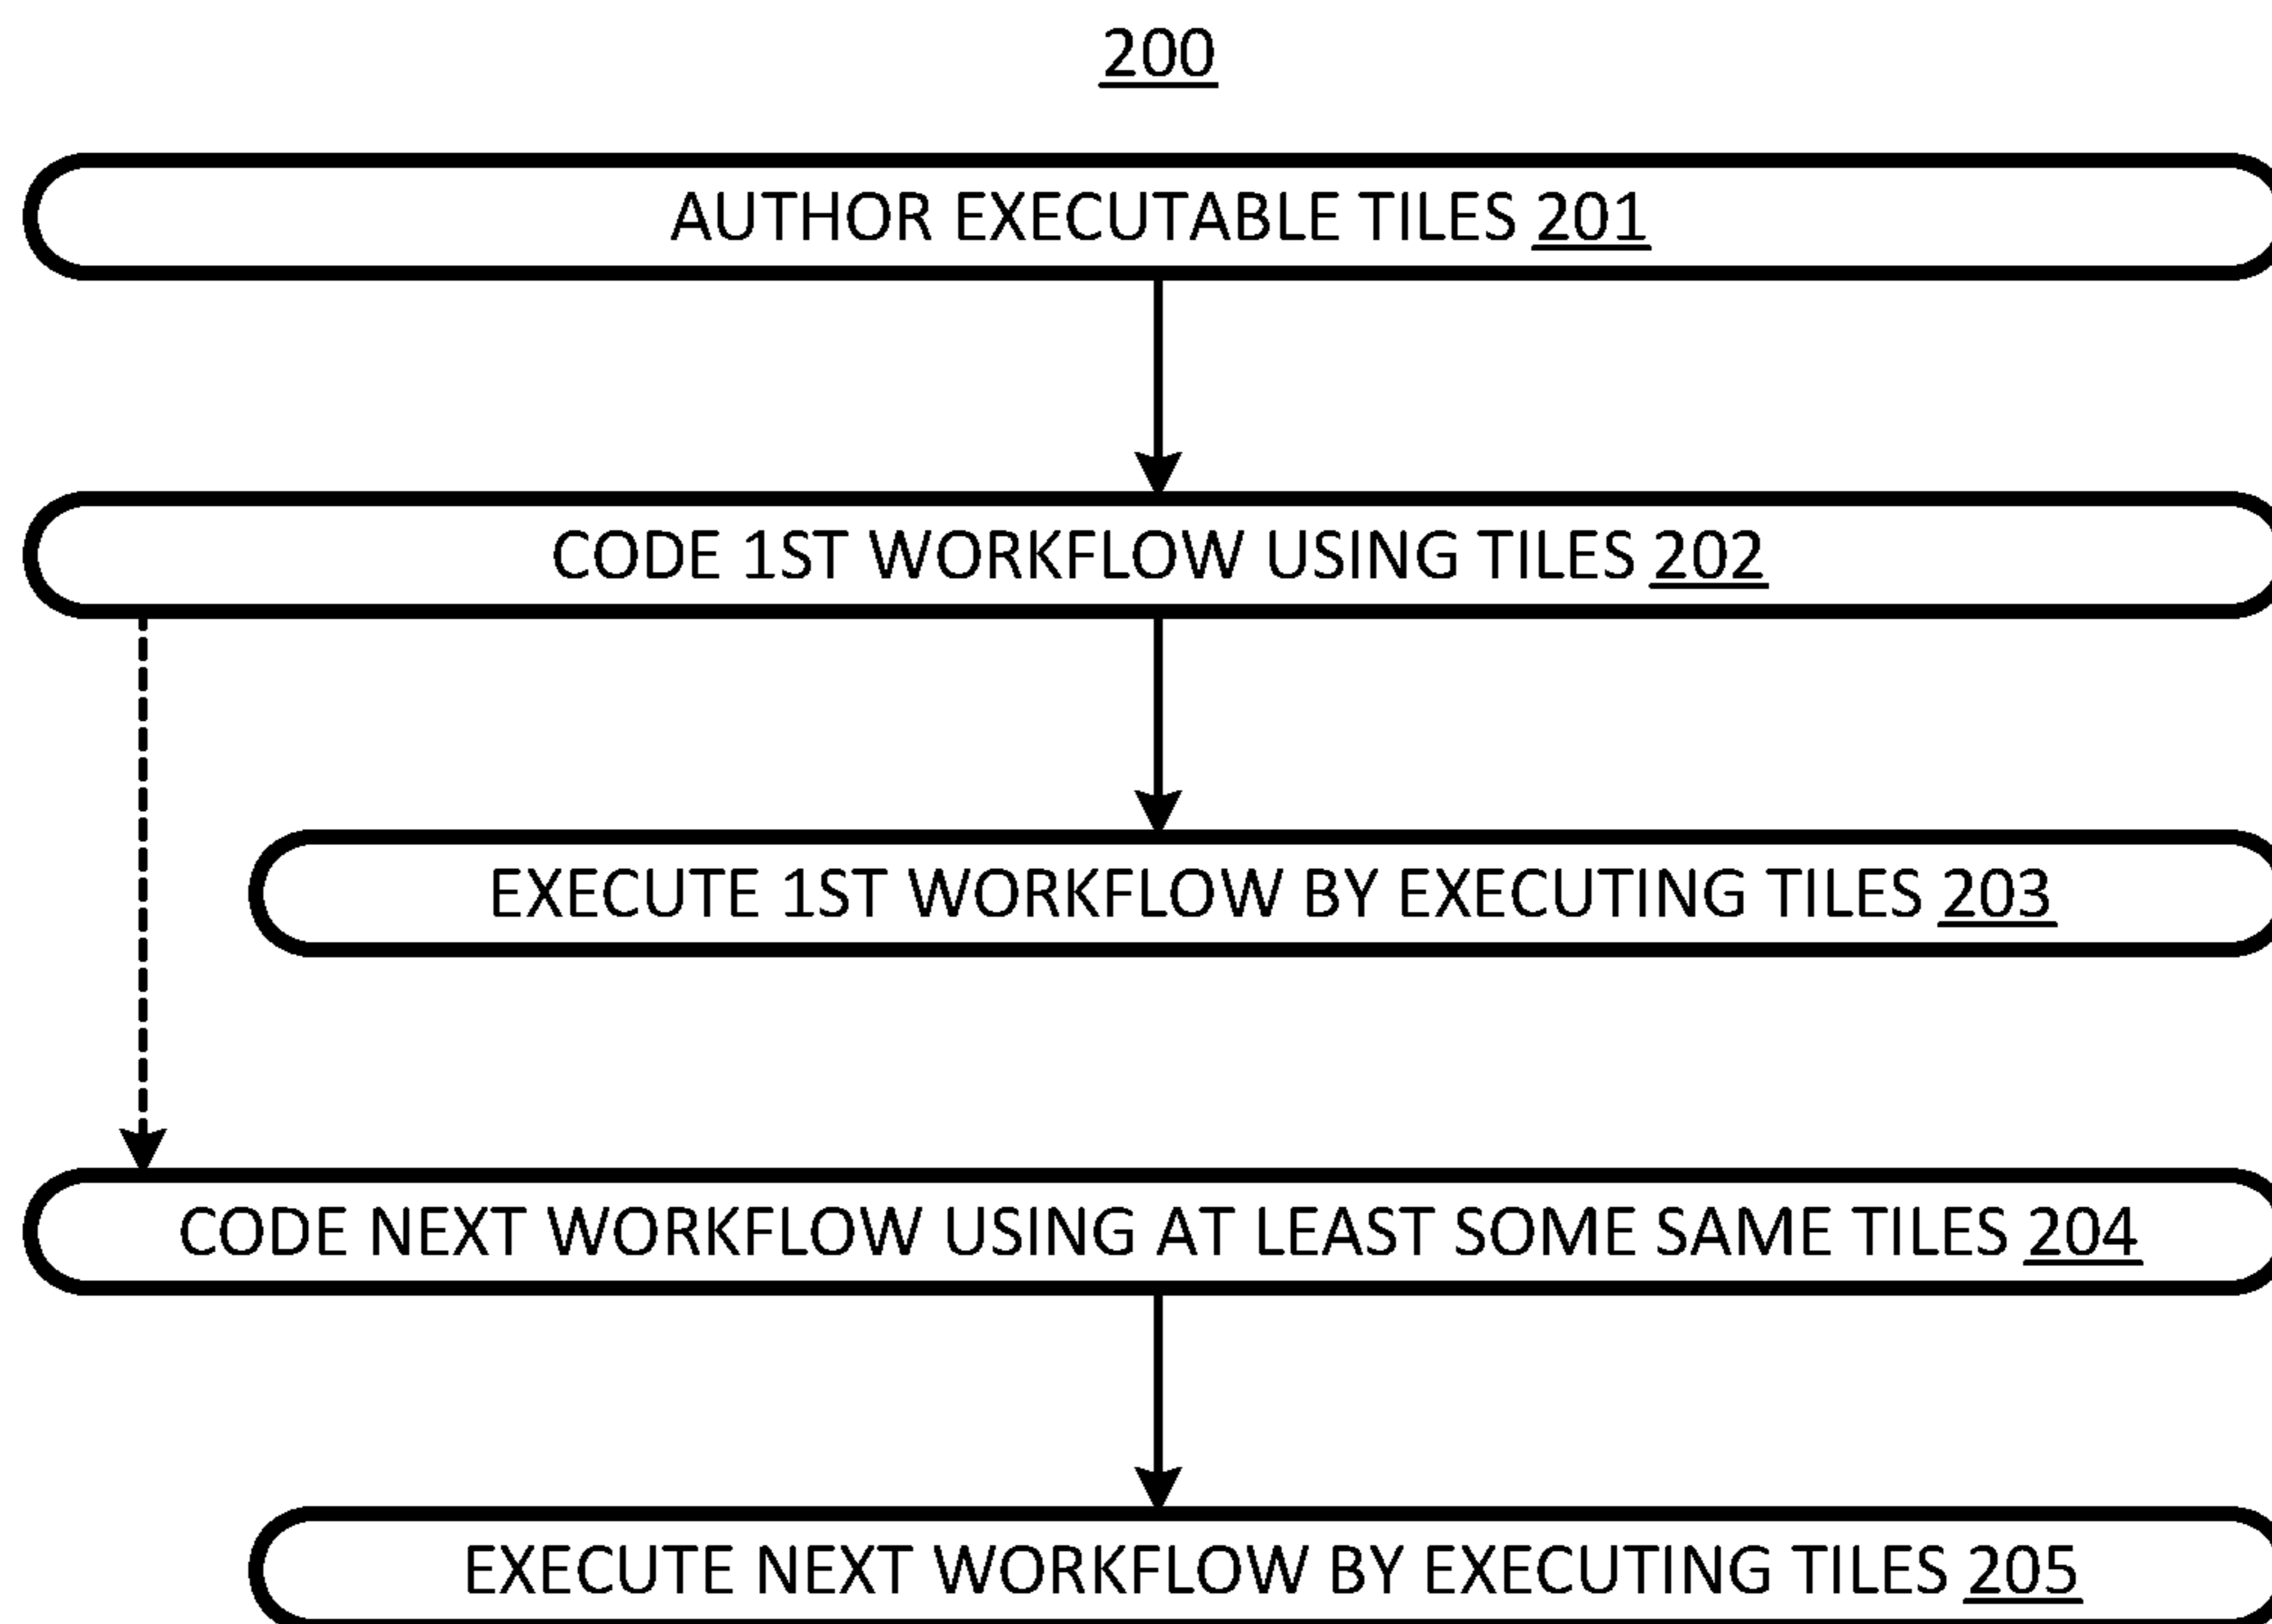 200
AUTHOR EXECUTABLE TILES 201
CODE 1ST WORKFLOW USING TILES 202
EXECUTE 1ST WORKFLOW BY EXECUTING TILES 203
CODE NEXT WORKFLOW USING AT LEAST SOME SAME TILES 204
EXECUTE NEXT WORKFLOW BY EXECUTING TILES 205